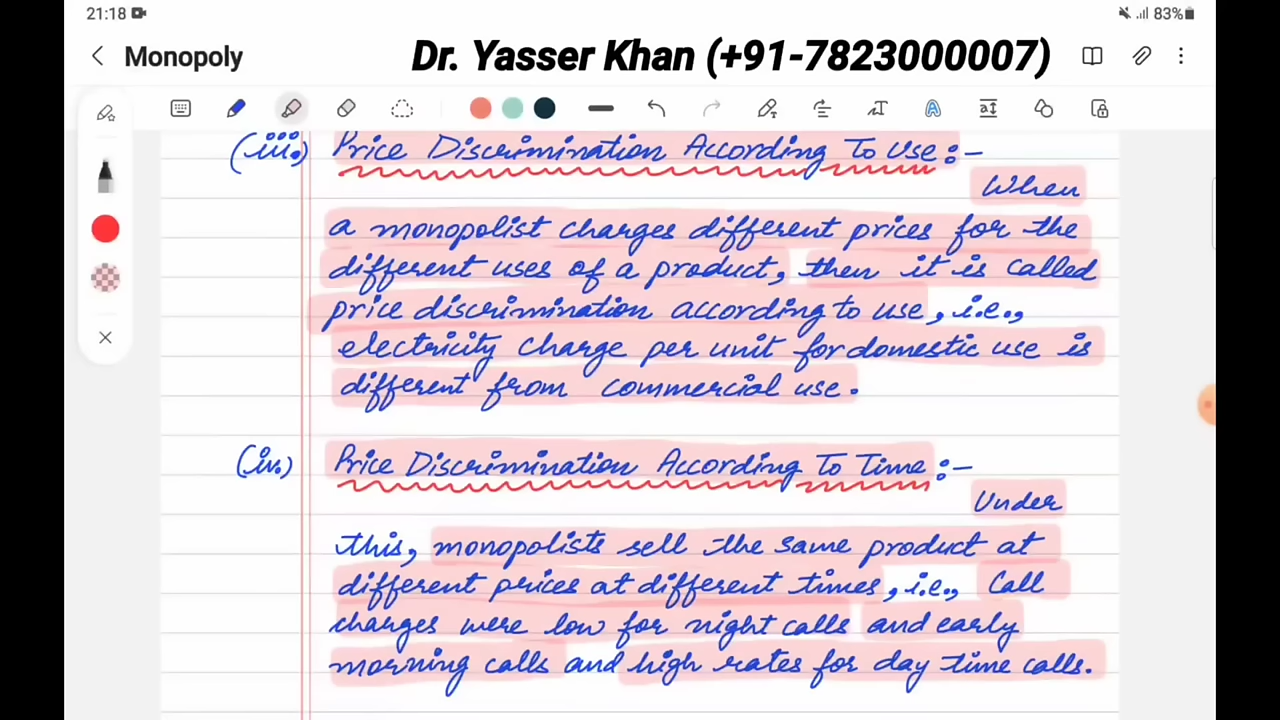 21:18
83%
Monopoly
Dr. Yasser Khan (+91-7823000007)
(iii.) Price Discrimination According To Use:-
When
a monopolist charges different prices for the
different uses of a product, then it is called
price discrimination according to use, i.e.,
electricity charge per unit for domestic use is
different from commercial use.
(iv.) Price Discrimination According To Time:-
Under
this, monopolists sell the same product at
different prices at different times, i.e., Call
charges were low for night calls and early
morning calls and high rates for day time calls.